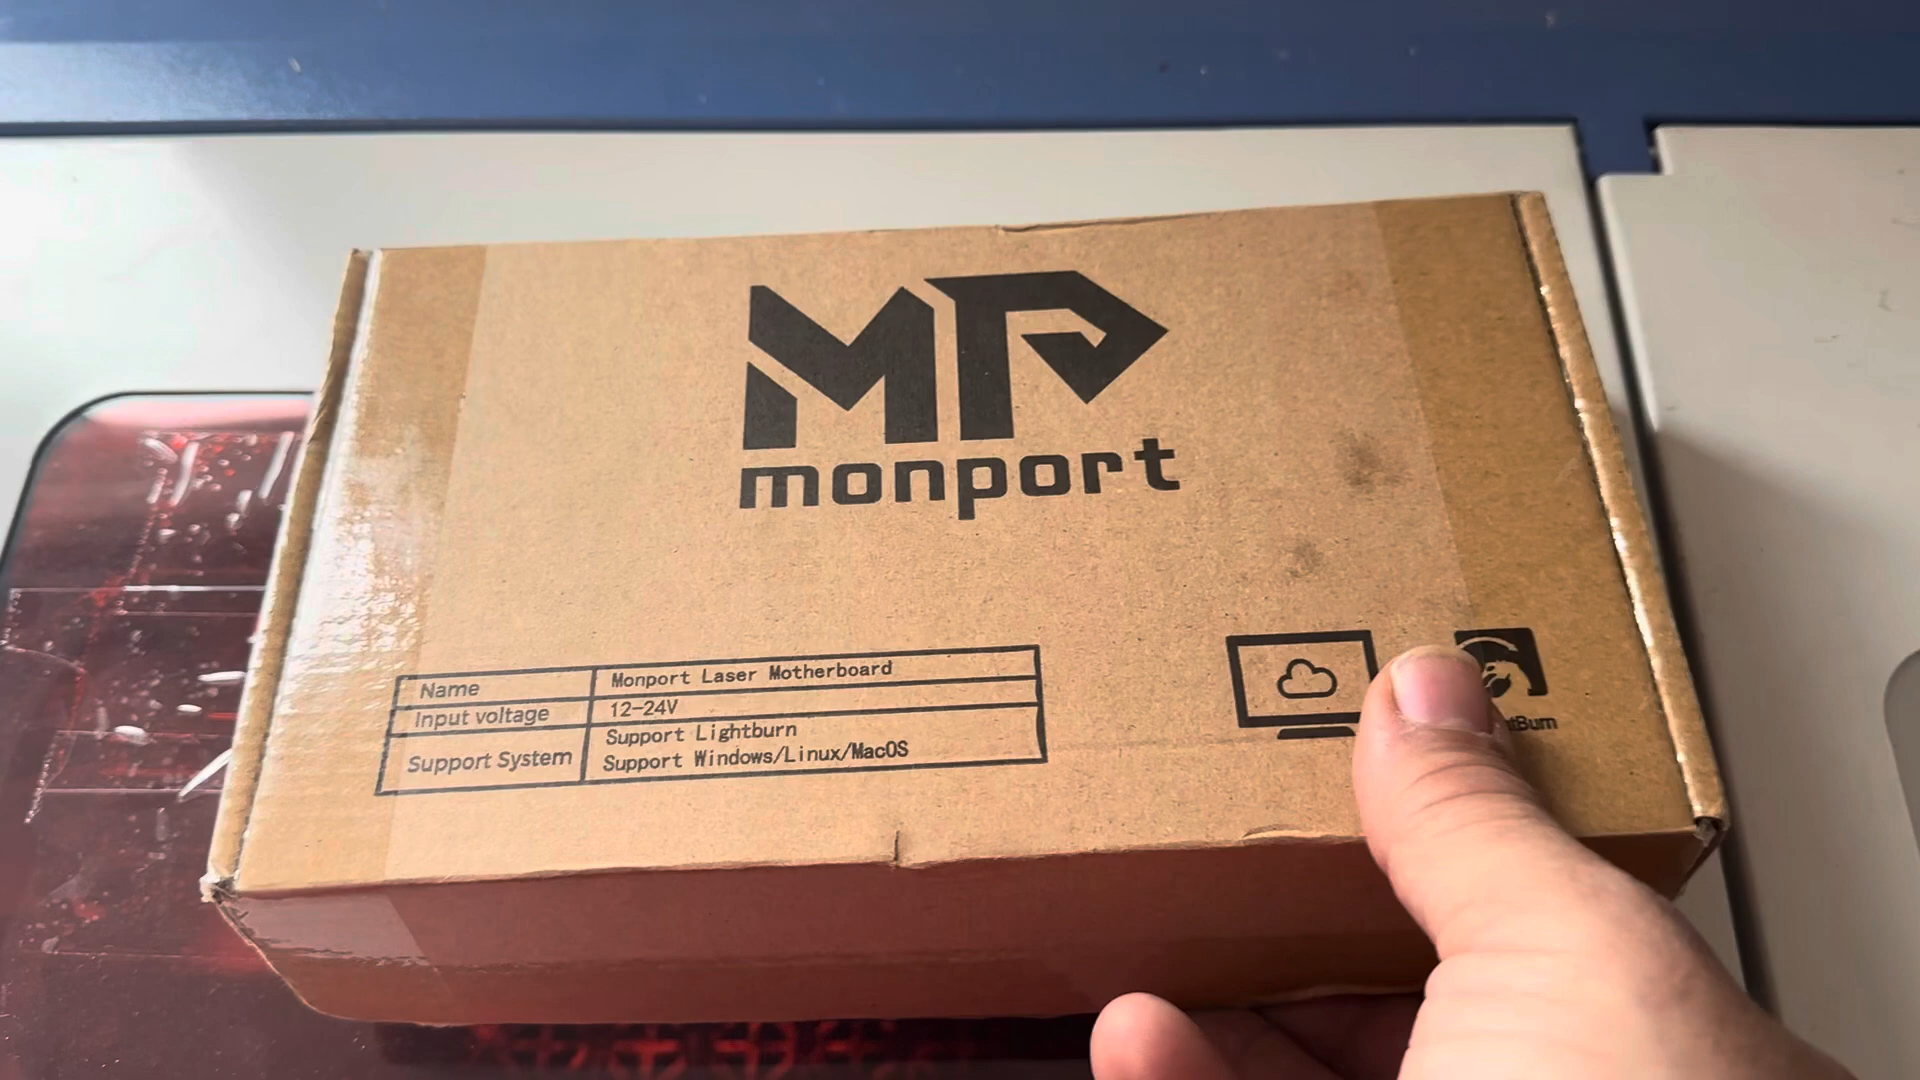 MP
monport
Name
Monport Laser Motherboard
Input voltage
12-24V
Support System
Support Lightburn
Support Windows/Linux/MacOS